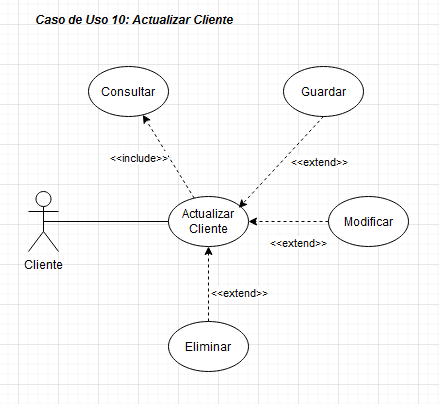 Caso de Uso 10: Actualizar Cliente
Consultar
Guardar
<<include>>
<<extend>>
Actualizar
Cliente
Modificar
<<extend>>
Cliente
<<extend>>
Eliminar